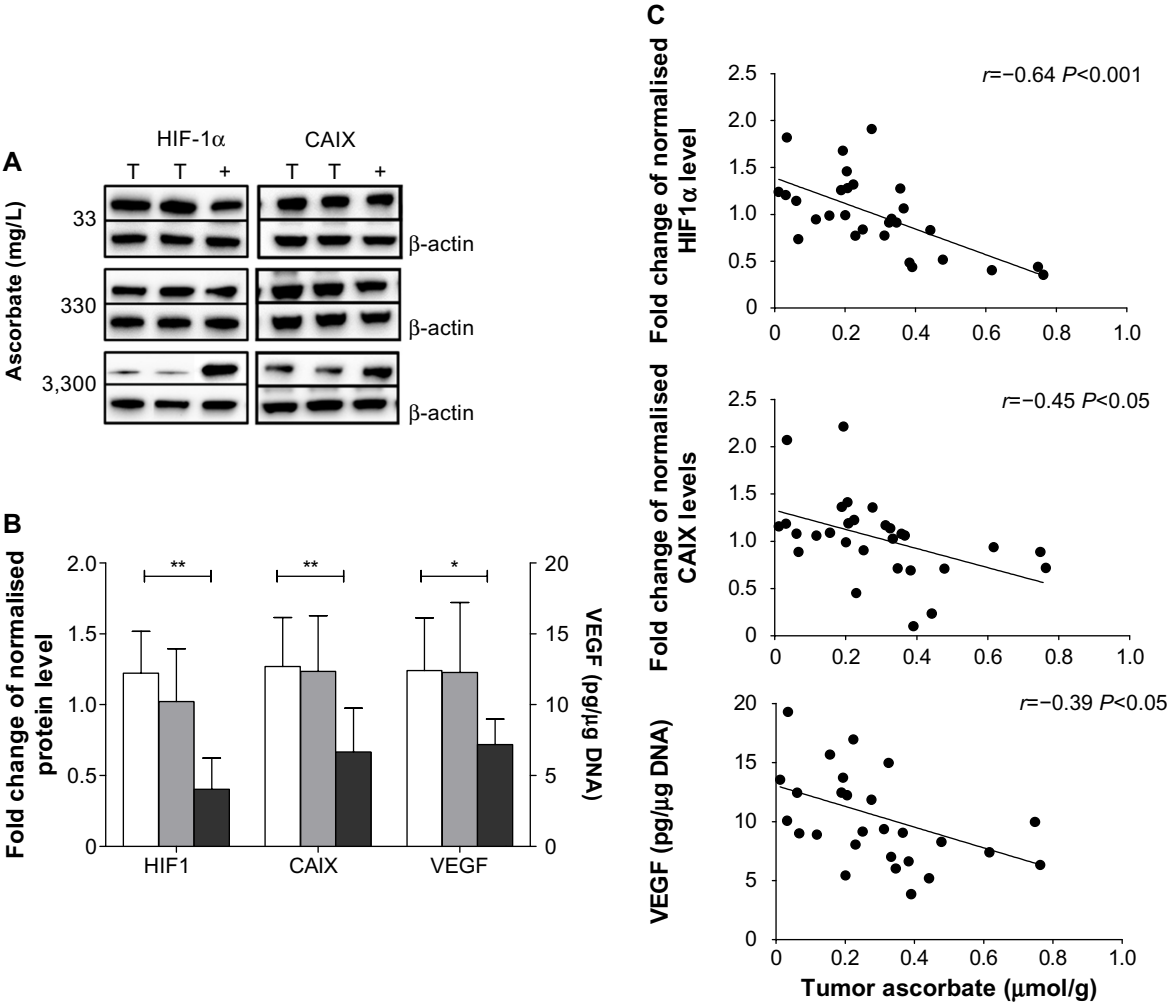 A
HIF-1α CAIX
T T + T T +
Ascorbate (mg/L)
33
β-actin
330
β-actin
3,300
β-actin
B
Fold change of normalised
protein level
2.0
1.5
1.0
0.5
0
** ** *
20
15
10
5
0
VEGF (pg/μg DNA)
HIF1 CAIX VEGF
C
Fold change of normalised
HIF1α level
r=−0.64 P<0.001
2.5
2.0
1.5
1.0
0.5
0
0 0.2 0.4 0.6 0.8 1.0
Fold change of normalised
CAIX levels
r=−0.45 P<0.05
2.5
2.0
1.5
1.0
0.5
0
0 0.2 0.4 0.6 0.8 1.0
VEGF (pg/μg DNA)
r=−0.39 P<0.05
20
15
10
5
0
0 0.2 0.4 0.6 0.8 1.0
Tumor ascorbate (μmol/g)